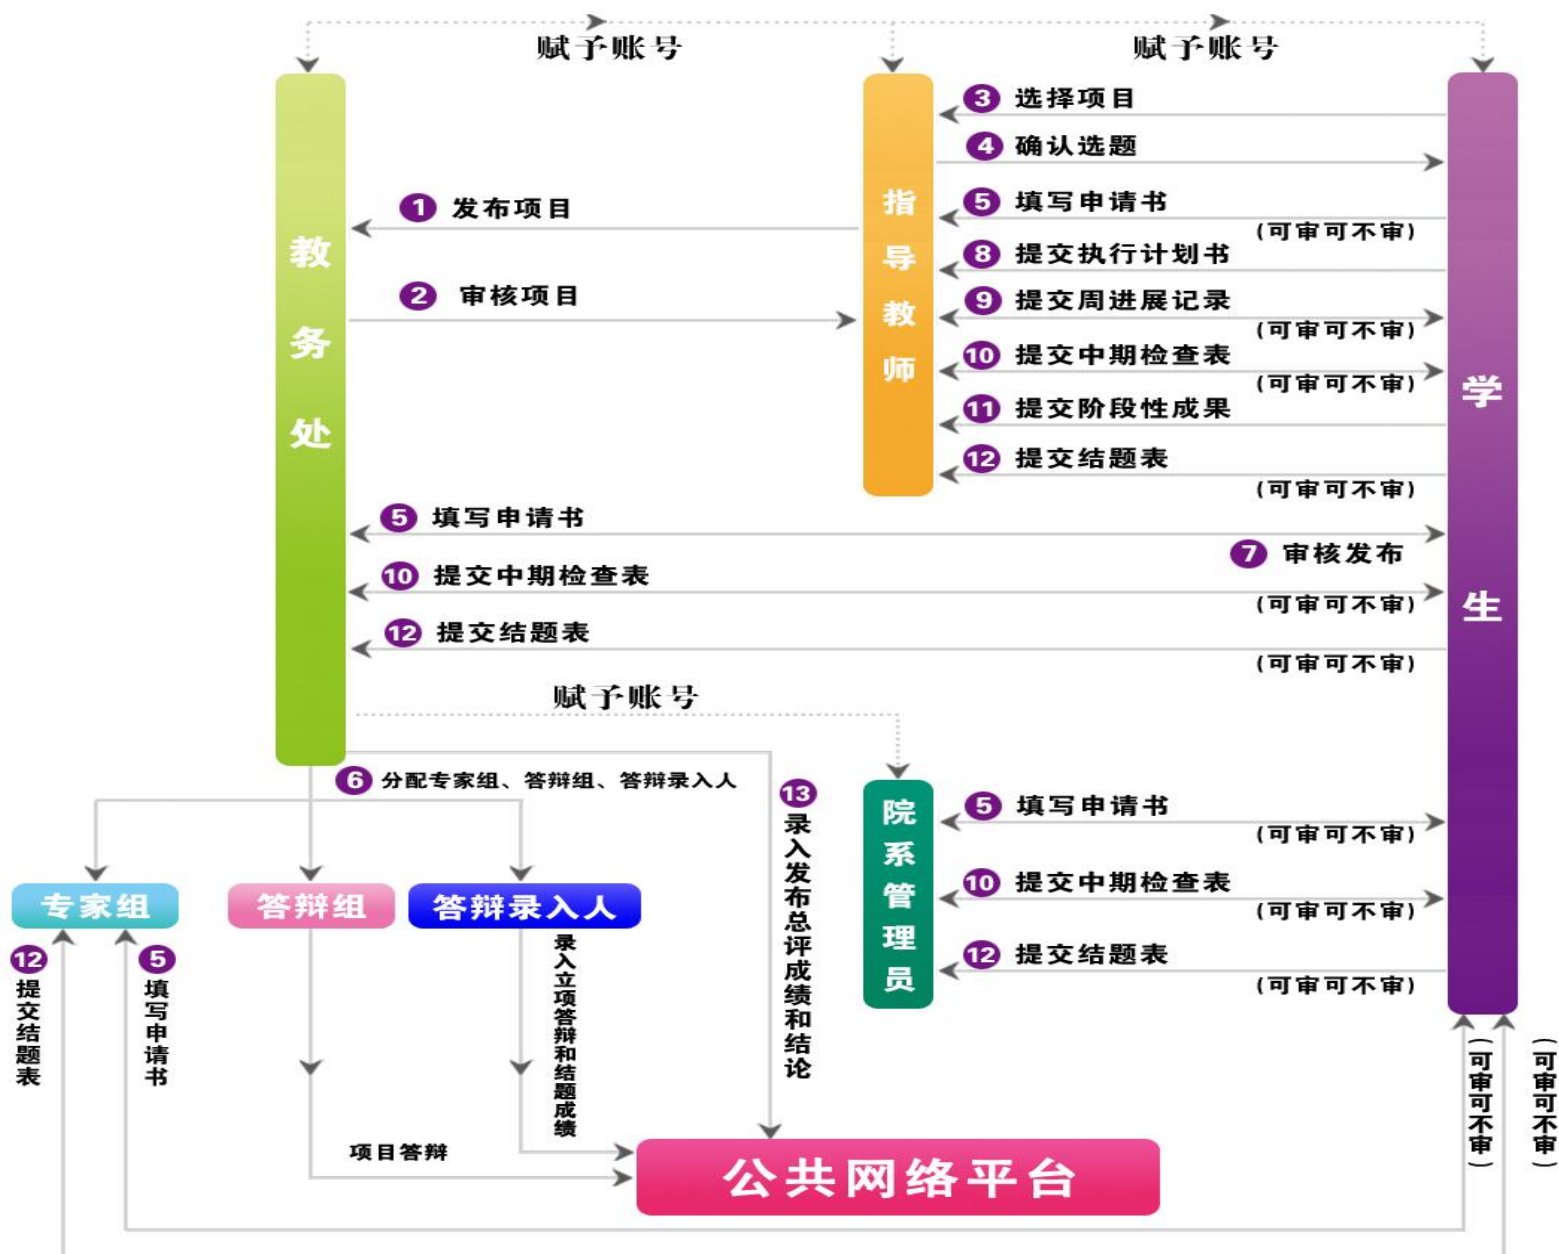 赋予账号
赋予账号
3 选择项目
4 确认选题
1 发布项目
5 填写申请书
(可审可不审)
8 提交执行计划书
2 审核项目
9 提交周进展记录
(可审可不审)
10 提交中期检查表
(可审可不审)
11 提交阶段性成果
12 提交结题表
(可审可不审)
教务处
指导教师
学生
5 填写申请书
7 审核发布
10 提交中期检查表
(可审可不审)
12 提交结题表
(可审可不审)
赋予账号
6 分配专家组、答辩组、答辩录入人
13 录入发布总评成绩和结论
院系管理员
5 填写申请书
(可审可不审)
10 提交中期检查表
(可审可不审)
12 提交结题表
(可审可不审)
专家组
答辩组
答辩录入人
12 提交结题表
5 填写申请书
录入立项答辩和结题成绩
项目答辩
公共网络平台
(可审可不审)
(可审可不审)